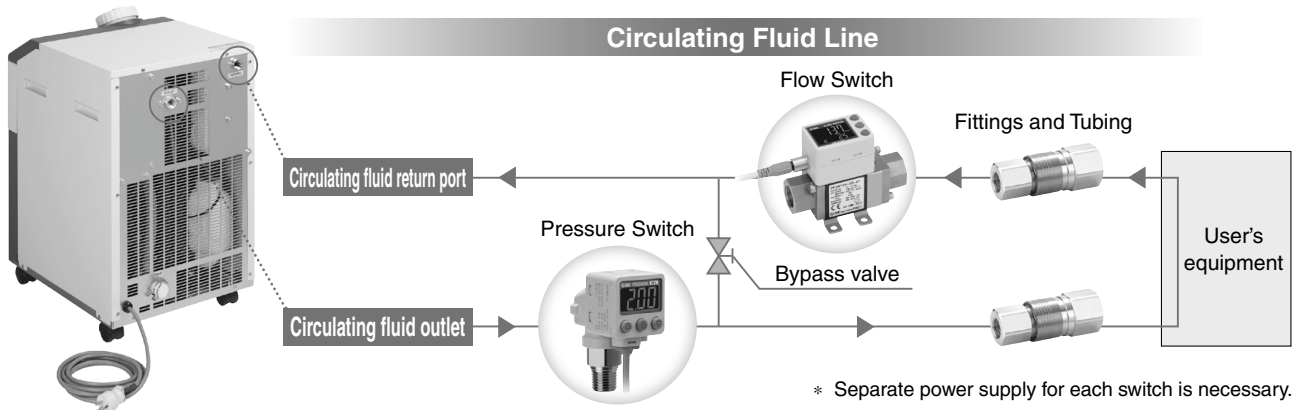 Circulating Fluid Line
Flow Switch
Fittings and Tubing
Circulating fluid return port
Pressure Switch
Bypass valve
User's
equipment
Circulating fluid outlet
200
* Separate power supply for each switch is necessary.